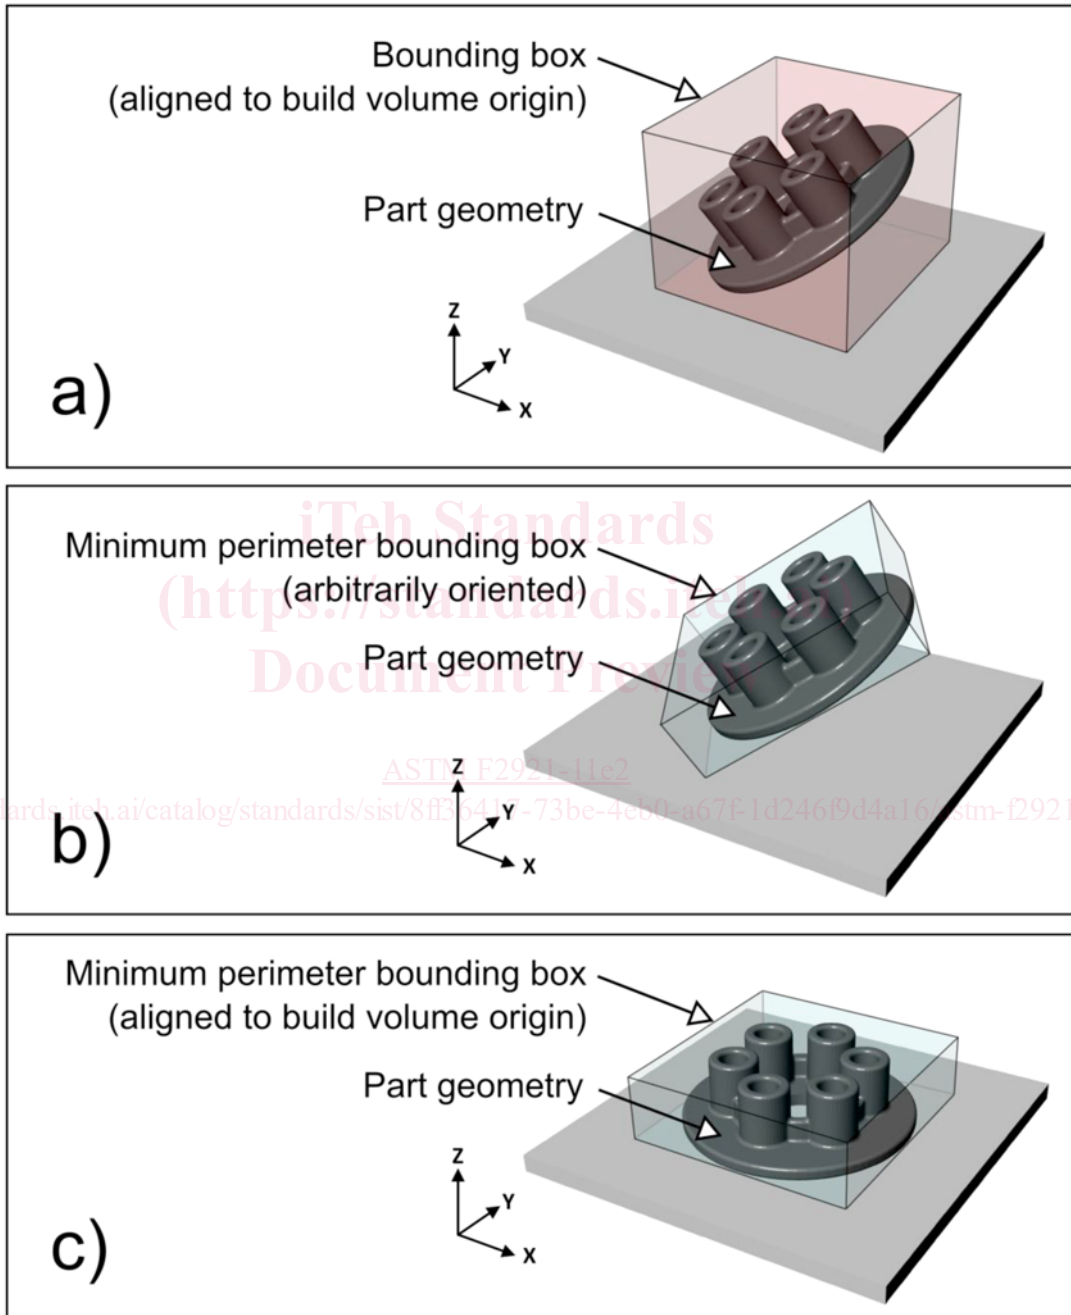 Bounding box
(aligned to build volume origin)
Part geometry
Z
Y
X
a)
iTeh Standards
Minimum perimeter bounding box
(https://standards.iteh.ai)
(arbitrarily oriented)
Part geometry
Document Preview
Z
ASTM F2921-11e2
Y
X
b)
Minimum perimeter bounding box
(aligned to build volume origin)
Part geometry
Z
Y
X
c)